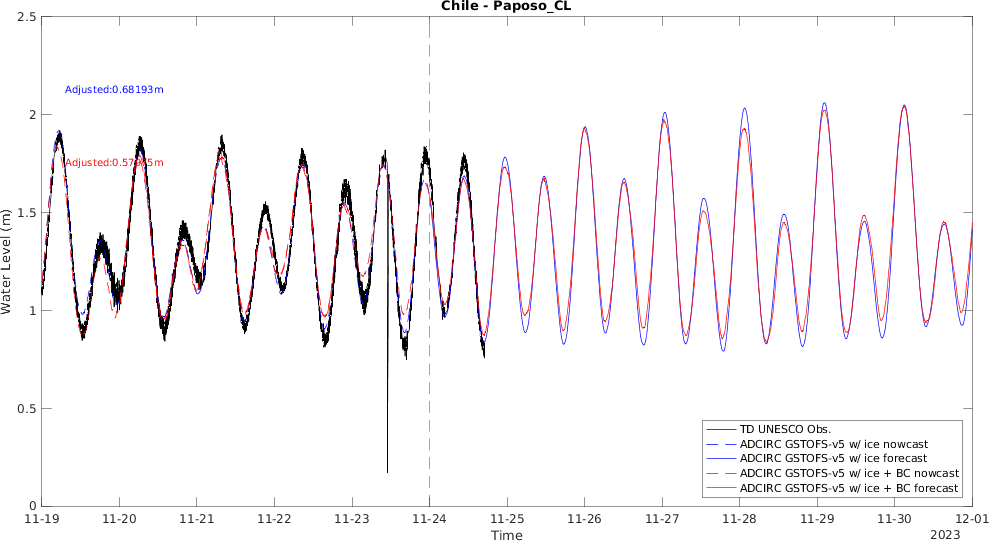 Chile - Paposo_CL
2.5
2
1.5
1
0.5
0
Water Level (m)
Adjusted:0.68193m
TD UNESCO Obs.
ADCIRC GSTOFS-v5 w/ ice nowcast
ADCIRC GSTOFS-v5 w/ ice forecast
ADCIRC GSTOFS-v5 w/ ice + BC nowcast
ADCIRC GSTOFS-v5 w/ ice + BC forecast
11-19 11-20 11-21 11-22 11-23 11-24 11-25 11-26 11-27 11-28 11-29 11-30 12-01
Time
2023